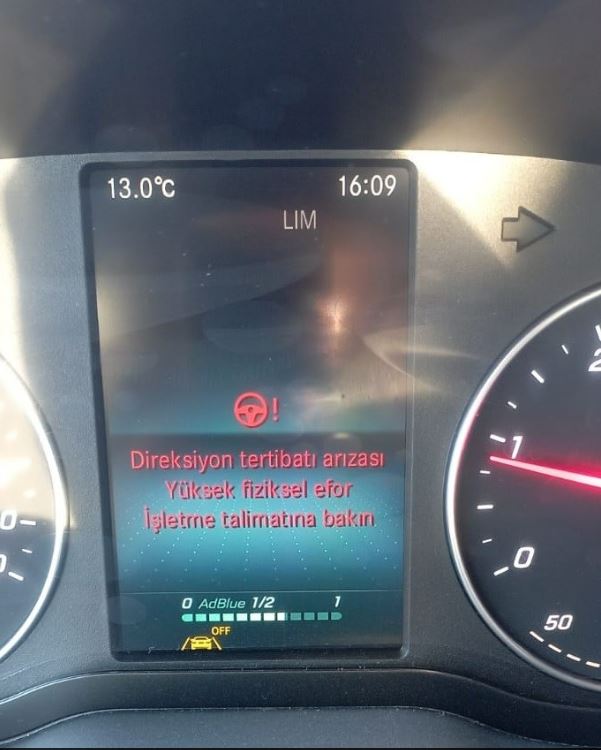 13.0°C 16:09
LIM
!
Direksiyon tertibatı arızası
Yüksek fiziksel efor
İşletme talimatına bakın
0 AdBlue 1/2 1
OFF
1
0
50